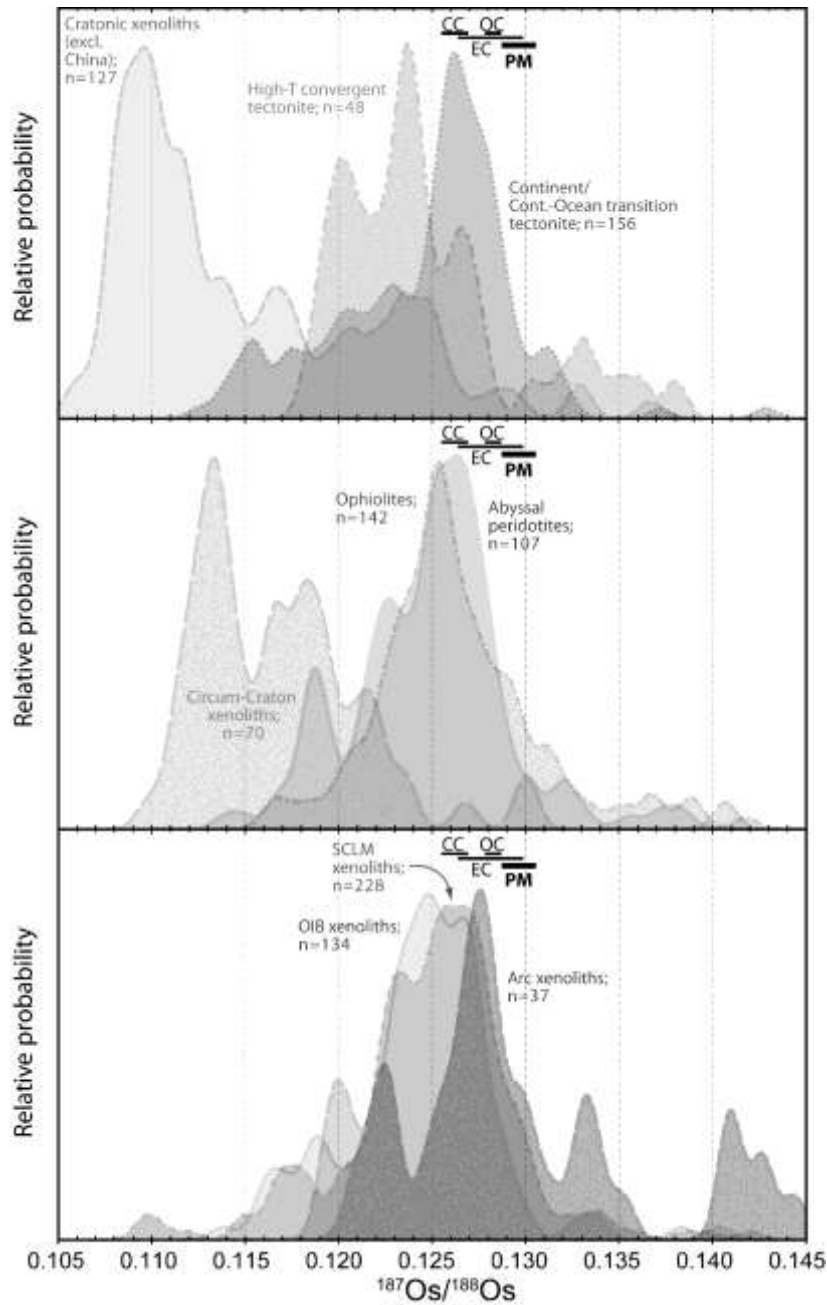 Cratonic xenoliths
(excl.
China);
n=127
High-T convergent
tectonite; n=48
CC OC
EC
PM
Continent/
Cont.-Ocean transition
tectonite; n=156
Relative probability
CC OC
EC
PM
Ophiolites;
n=142
Abyssal
peridotites;
n=107
Circum-Craton
xenoliths;
n=70
Relative probability
CC OC
EC
PM
SCLM
xenoliths;
n=228
OIB xenoliths;
n=134
Arc xenoliths;
n=37
Relative probability
0.105 0.110 0.115 0.120 0.125 0.130 0.135 0.140 0.145
¹⁸⁷Os/¹⁸⁸Os